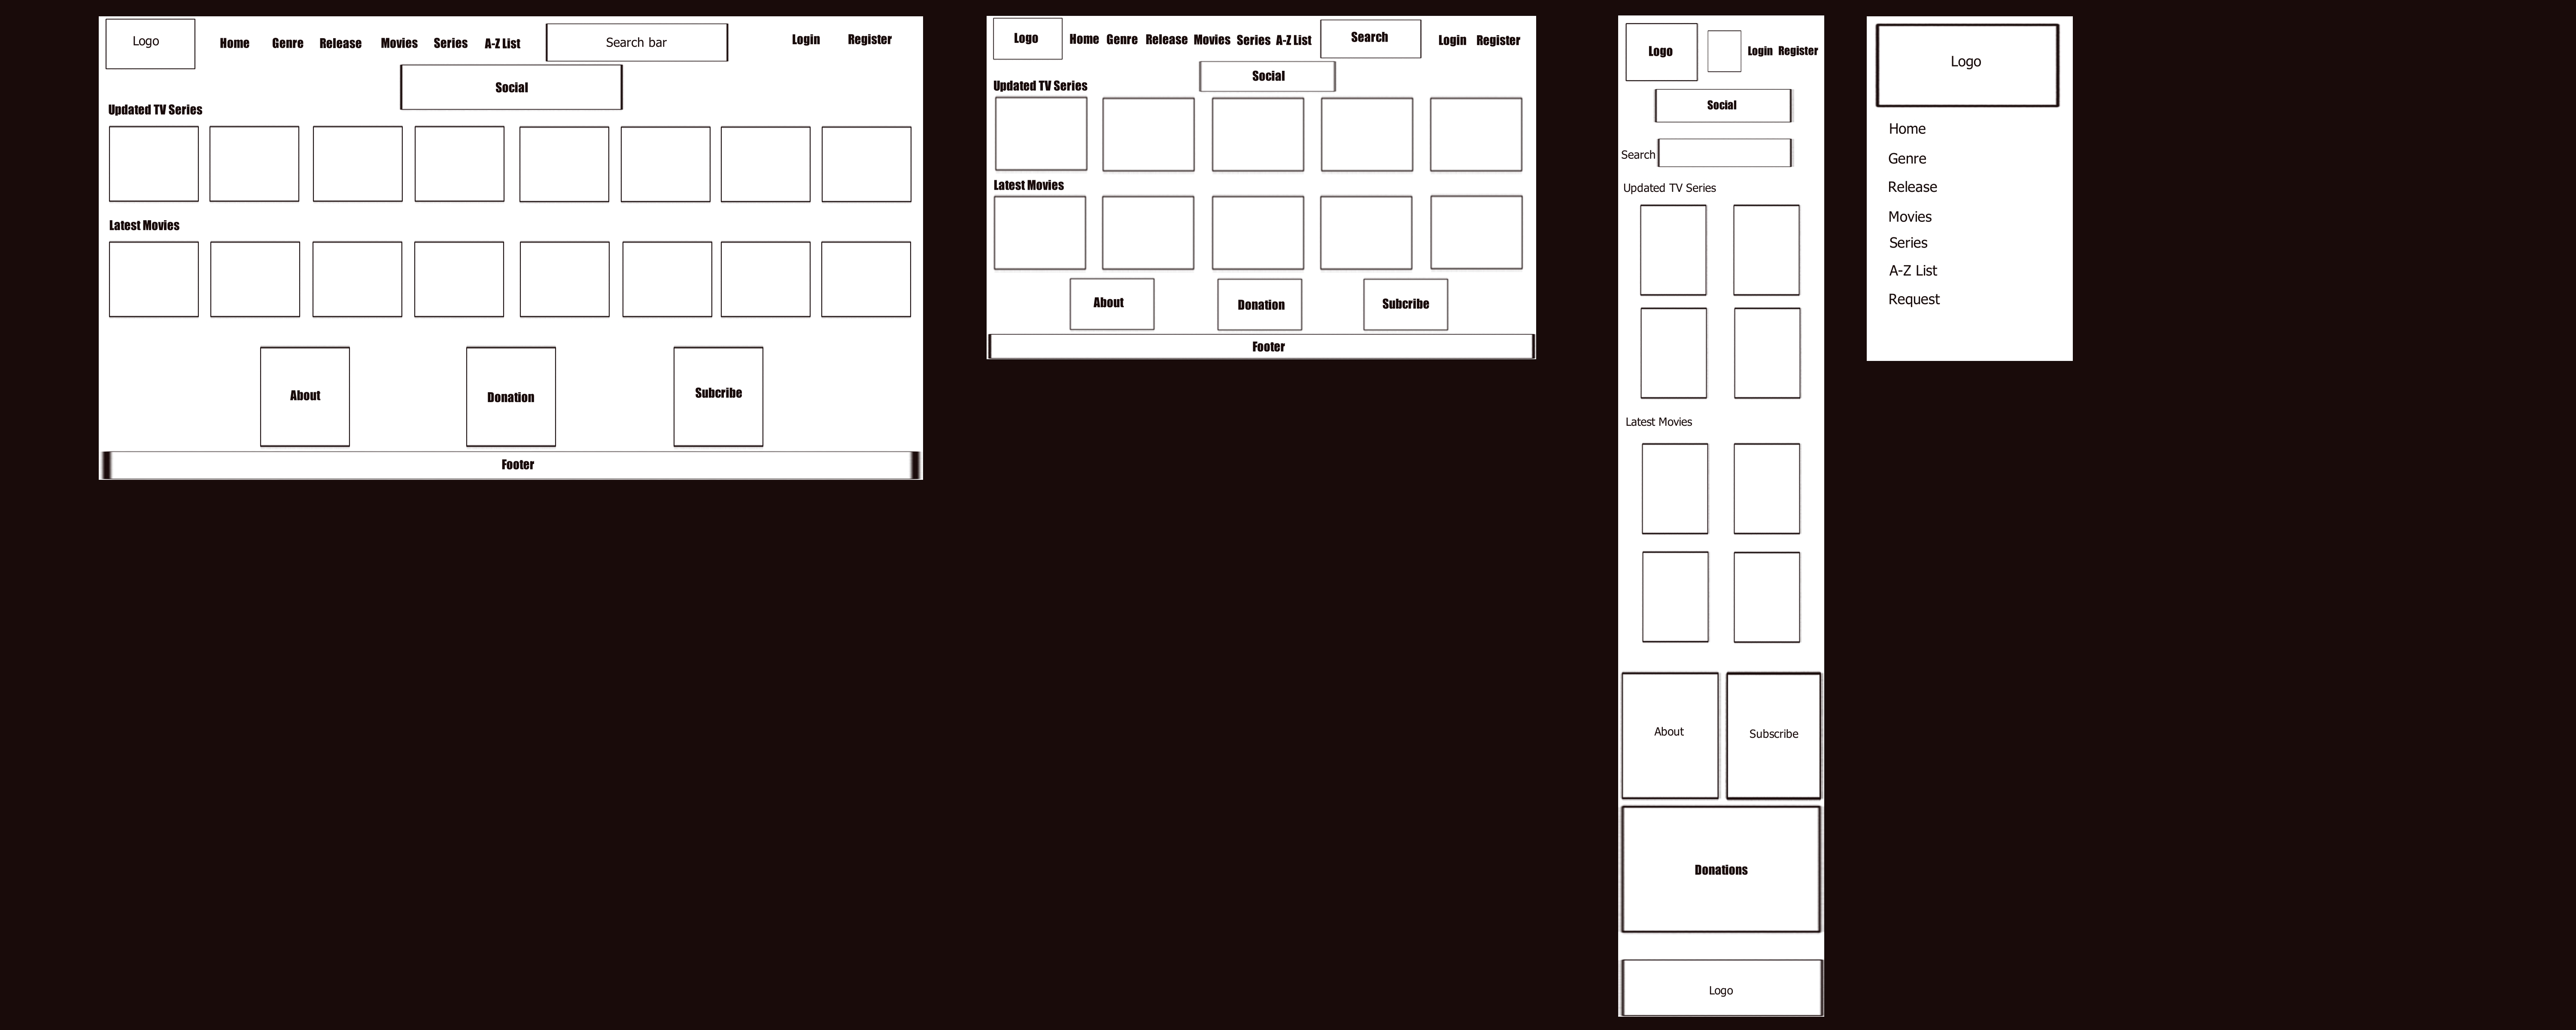 Logo
Home Genre Release Movies Series A-Z List Search bar Login Register
Social
Updated TV Series
Latest Movies
About Donation Subcribe
Footer
Logo Home Genre Release Movies Series A-Z List Search Login Register
Social
Updated TV Series
Latest Movies
About Donation Subcribe
Footer
Logo Login Register
Social
Search
Updated TV Series
Latest Movies
About Subscribe
Donations
Logo
Logo
Home
Genre
Release
Movies
Series
A-Z List
Request